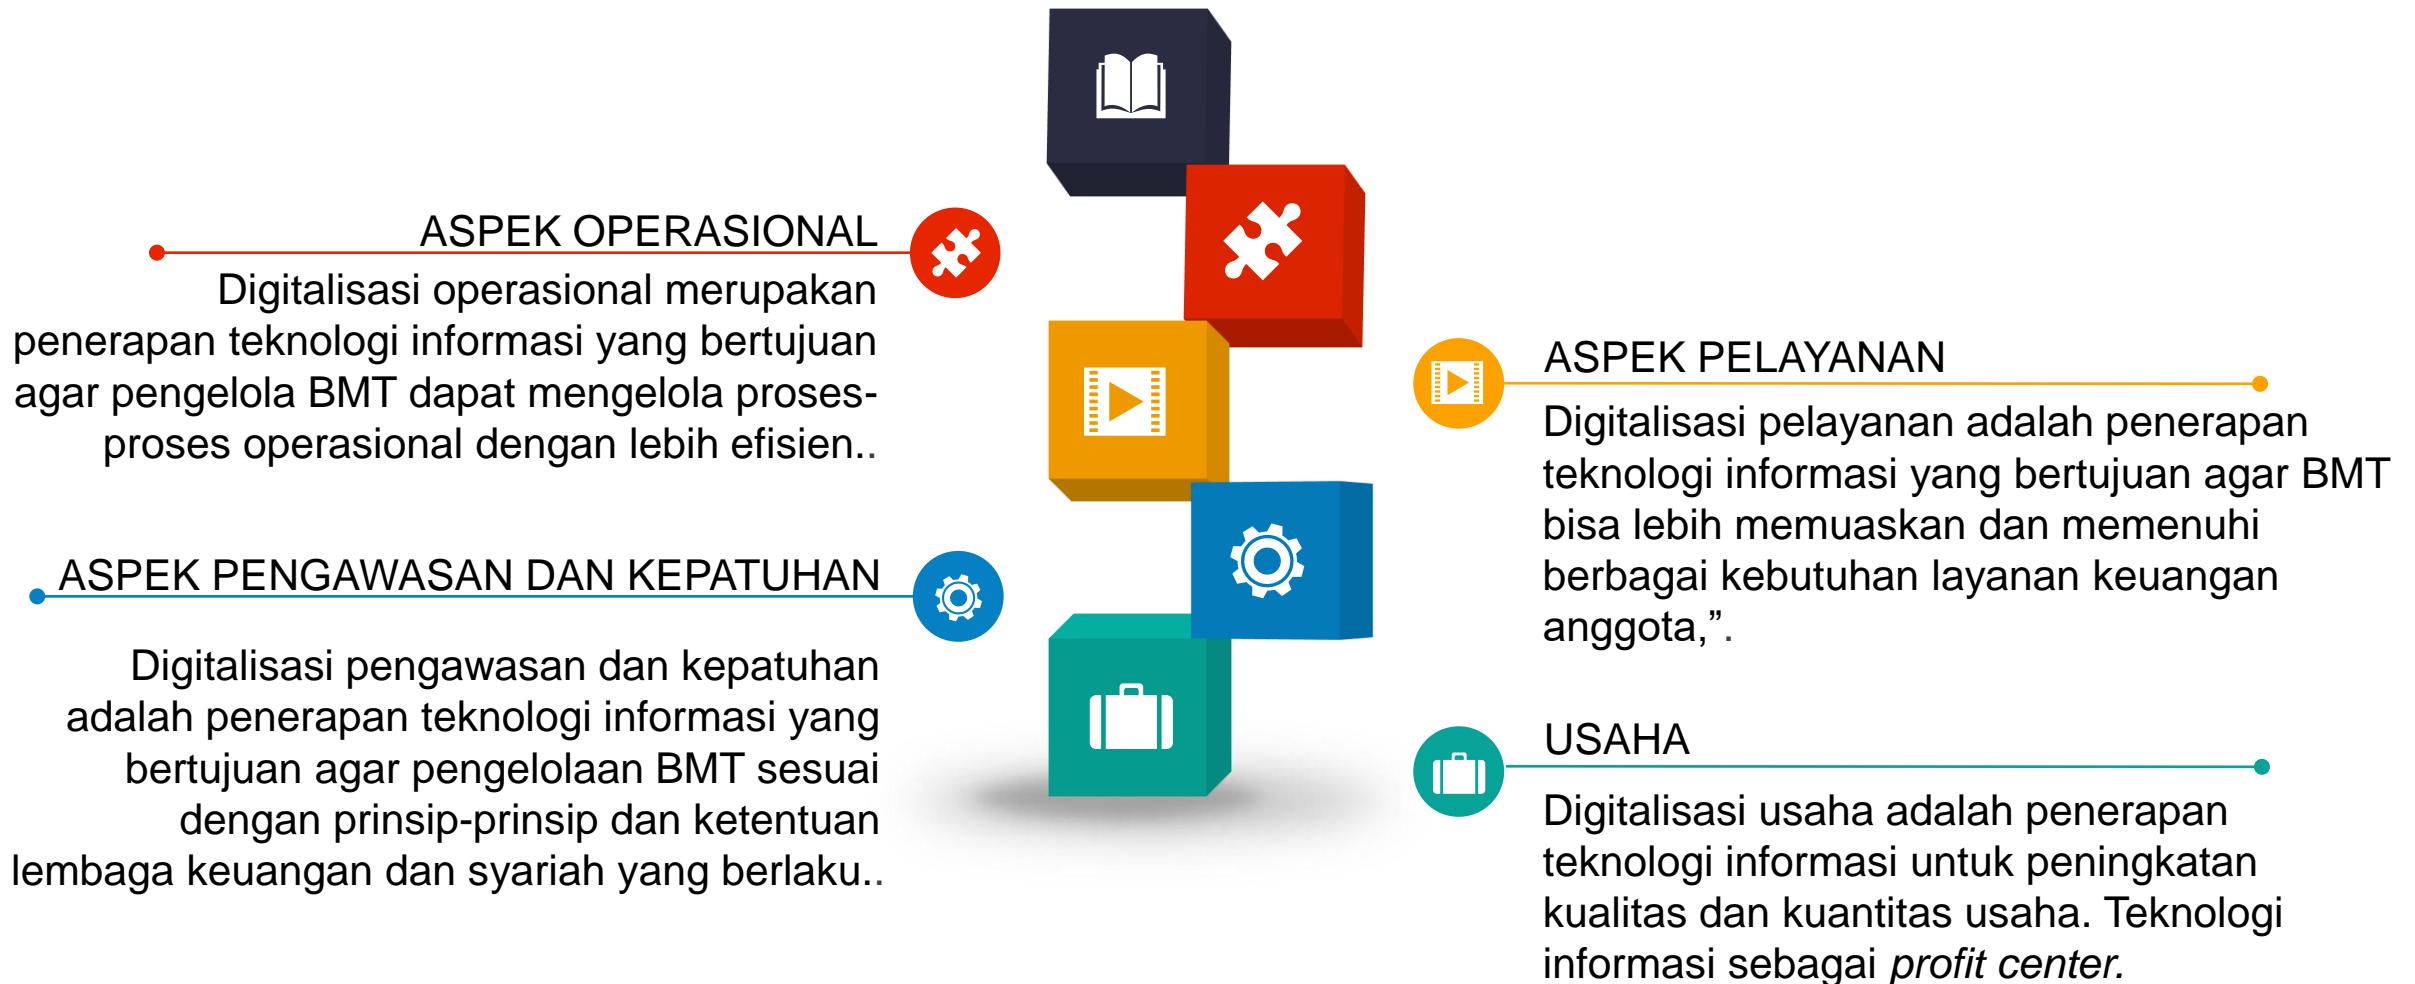 ASPEK OPERASIONAL
Digitalisasi operasional merupakan
penerapan teknologi informasi yang bertujuan
agar pengelola BMT dapat mengelola proses-
proses operasional dengan lebih efisien..
ASPEK PENGAWASAN DAN KEPATUHAN
Digitalisasi pengawasan dan kepatuhan
adalah penerapan teknologi informasi yang
bertujuan agar pengelolaan BMT sesuai
dengan prinsip-prinsip dan ketentuan
lembaga keuangan dan syariah yang berlaku..
ASPEK PELAYANAN
Digitalisasi pelayanan adalah penerapan
teknologi informasi yang bertujuan agar BMT
bisa lebih memuaskan dan memenuhi
berbagai kebutuhan layanan keuangan
anggota,”.
USAHA
Digitalisasi usaha adalah penerapan
teknologi informasi untuk peningkatan
kualitas dan kuantitas usaha. Teknologi
informasi sebagai profit center.